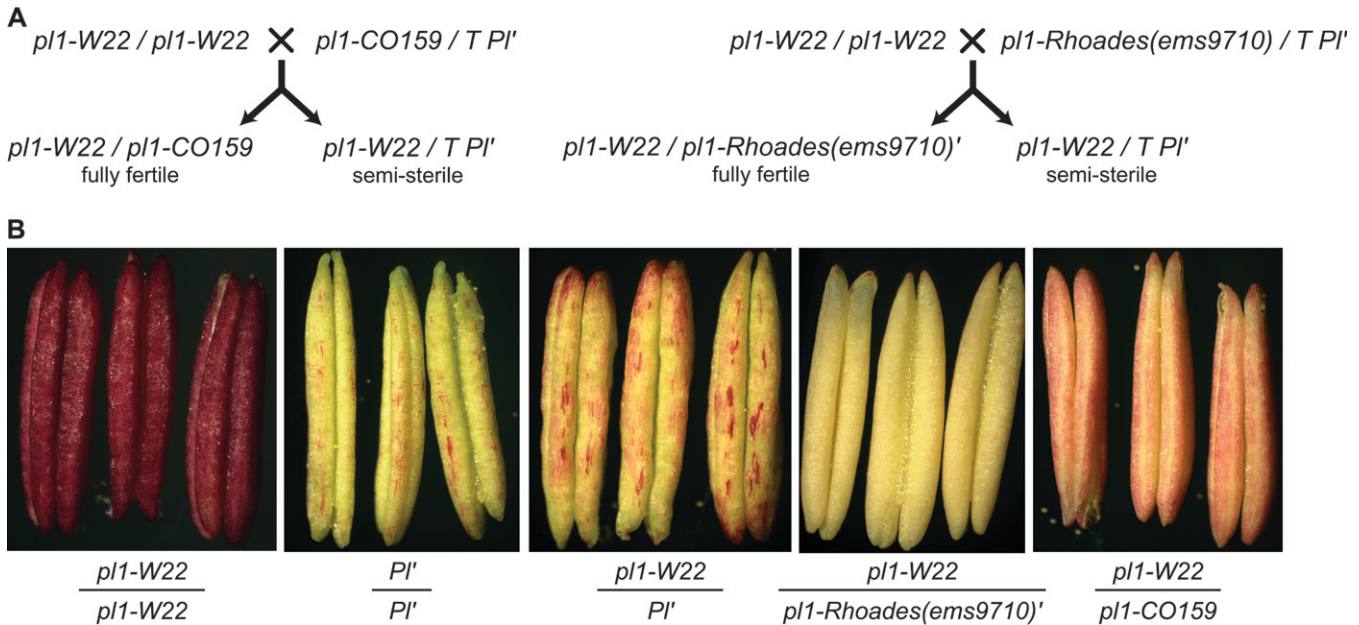 A
pl1-W22 / pl1-W22 × pl1-CO159 / T Pl'
pl1-W22 / pl1-CO159 pl1-W22 / T Pl'
fully fertile semi-sterile
pl1-W22 / pl1-W22 × pl1-Rhoades(ems9710) / T Pl'
pl1-W22 / pl1-Rhoades(ems9710)' pl1-W22 / T Pl'
fully fertile semi-sterile
B
pl1-W22
pl1-W22
Pl'
Pl'
pl1-W22
Pl'
pl1-W22
pl1-Rhoades(ems9710)'
pl1-W22
pl1-CO159